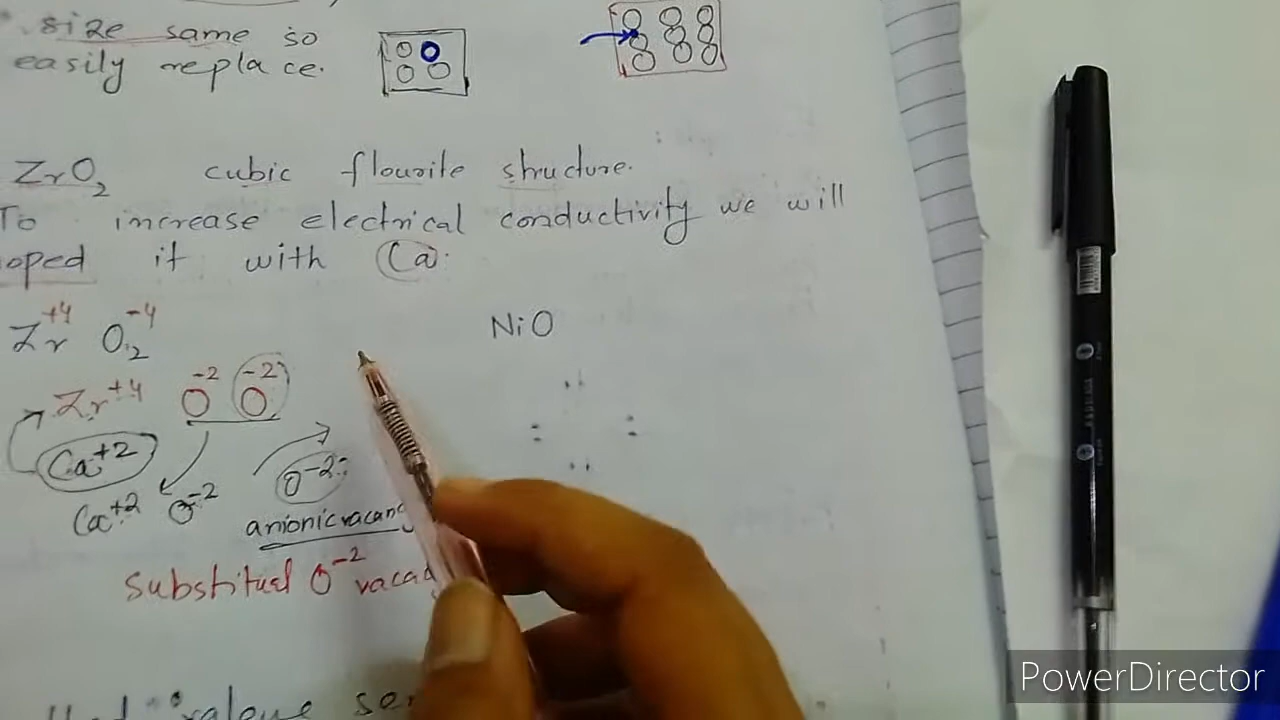 size same so
easily replace.
ZrO2 cubic flourite structure.
To increase electrical conductivity we will
oped it with Ca.
Zr+4 O2-4
NiO
Zr+4 O-2 O-2
Ca+2
O-2
Ca+2 O-2
anionic vacanc
Substitual O-2 vacan
PowerDirector